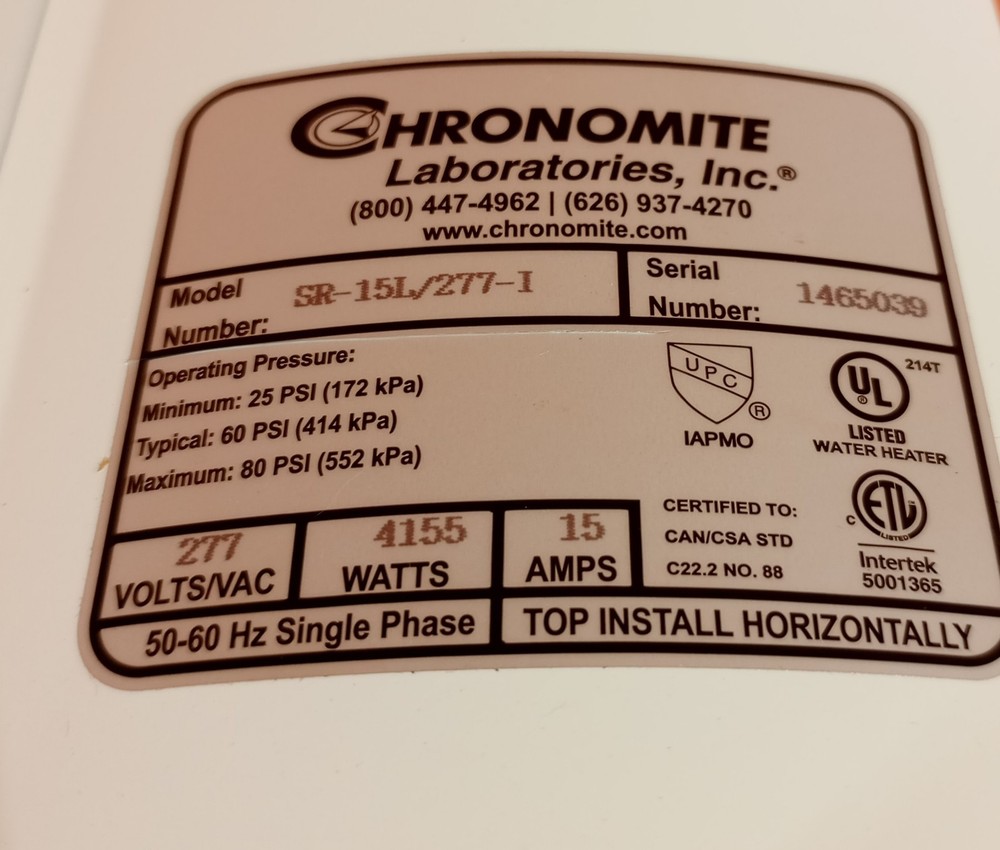 CHRONOMITE
Laboratories, Inc.®
(800) 447-4962 | (626) 937-4270
www.chronomite.com
Model Number: SR-15L/277-I
Serial Number: 1465039
Operating Pressure:
Minimum: 25 PSI (172 kPa)
Typical: 60 PSI (414 kPa)
Maximum: 80 PSI (552 kPa)
UPC ®
IAPMO
UL ® 214T
LISTED
WATER HEATER
CERTIFIED TO:
CAN/CSA STD
C22.2 NO. 88
C ETL ™
LISTED
Intertek
5001365
277
VOLTS/VAC
4155
WATTS
15
AMPS
50-60 Hz Single Phase
TOP INSTALL HORIZONTALLY